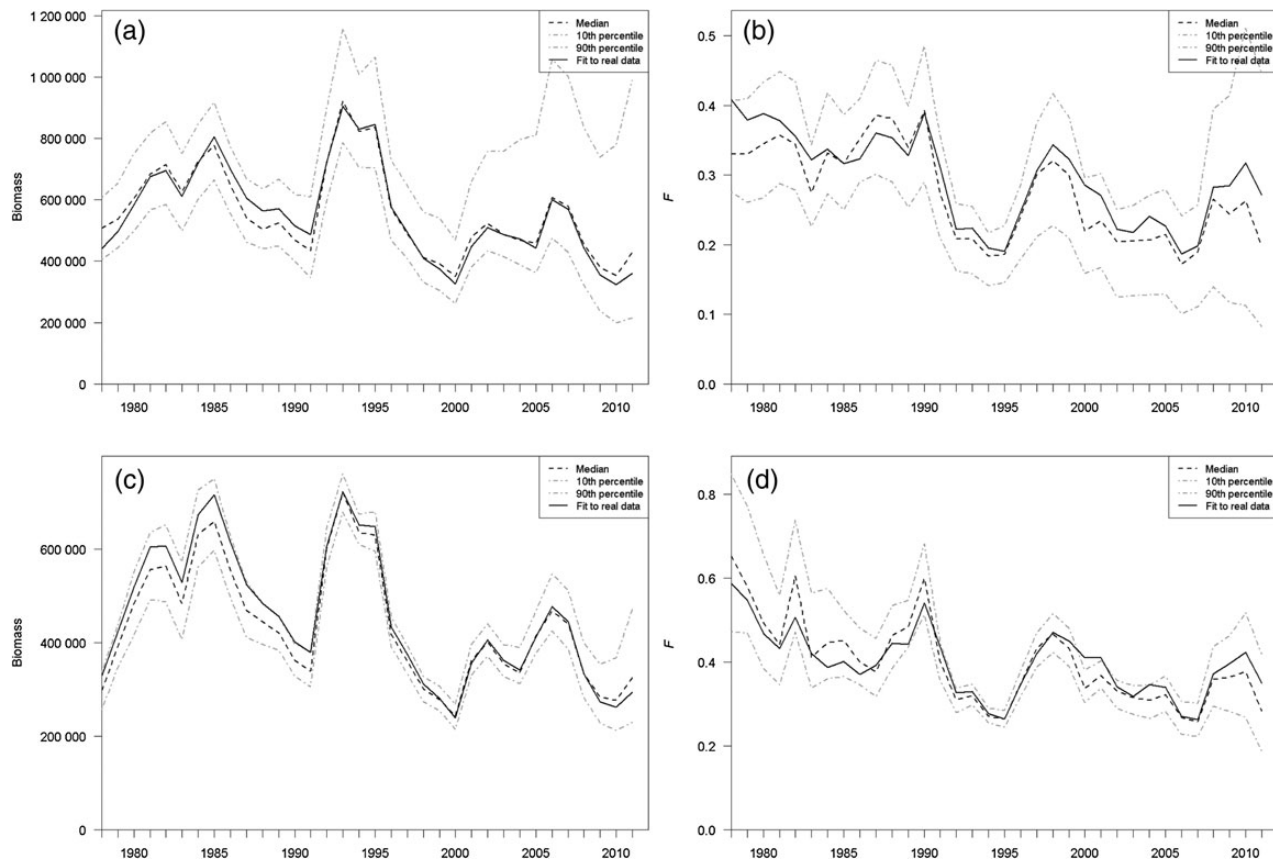 (a)
Median
10th percentile
90th percentile
Fit to real data
Biomass
1 200 000
1 000 000
800 000
600 000
400 000
200 000
0
1980 1985 1990 1995 2000 2005 2010
(b)
Median
10th percentile
90th percentile
Fit to real data
F
0.5
0.4
0.3
0.2
0.1
0.0
1980 1985 1990 1995 2000 2005 2010
(c)
Median
10th percentile
90th percentile
Fit to real data
Biomass
600 000
400 000
200 000
0
1980 1985 1990 1995 2000 2005 2010
(d)
Median
10th percentile
90th percentile
Fit to real data
F
0.8
0.6
0.4
0.2
0.0
1980 1985 1990 1995 2000 2005 2010